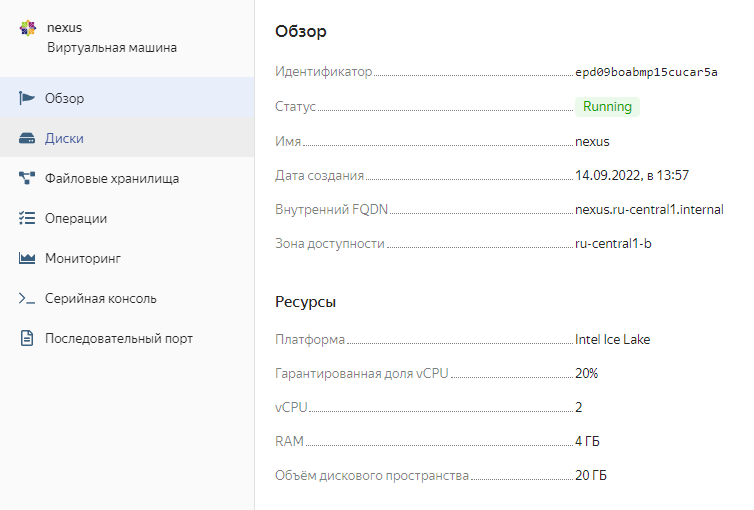 nexus
Виртуальная машина
Обзор
Диски
Файловые хранилища
Операции
Мониторинг
Серийная консоль
Последовательный порт
Обзор
Идентификатор epd09boabmp15cucar5a
Статус Running
Имя nexus
Дата создания 14.09.2022, в 13:57
Внутренний FQDN nexus.ru-central1.internal
Зона доступности ru-central1-b
Ресурсы
Платформа Intel Ice Lake
Гарантированная доля vCPU 20%
vCPU 2
RAM 4 ГБ
Объём дискового пространства 20 ГБ